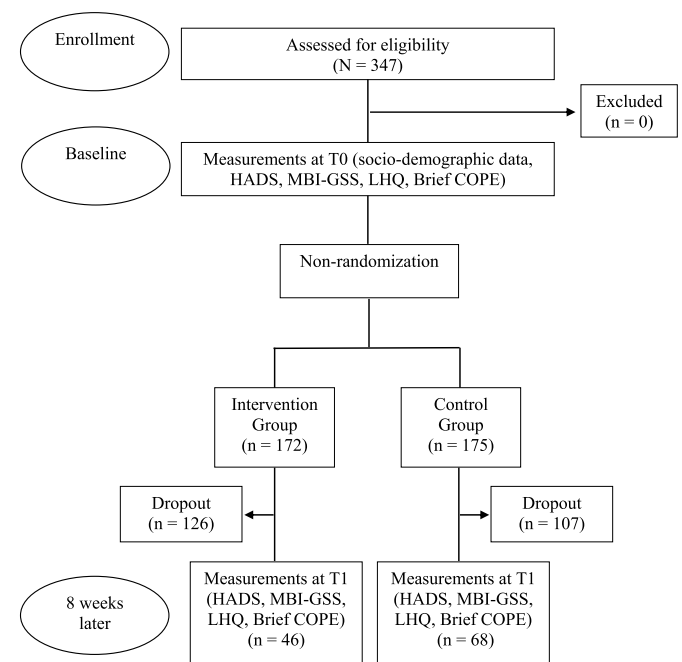 Enrollment
Assessed for eligibility
(N = 347)
Excluded
(n = 0)
Baseline
Measurements at T0 (socio-demographic data,
HADS, MBI-GSS, LHQ, Brief COPE)
Non-randomization
Intervention
Group
(n = 172)
Control
Group
(n = 175)
Dropout
(n = 126)
Dropout
(n = 107)
8 weeks
later
Measurements at T1
(HADS, MBI-GSS,
LHQ, Brief COPE)
(n = 46)
Measurements at T1
(HADS, MBI-GSS,
LHQ, Brief COPE)
(n = 68)